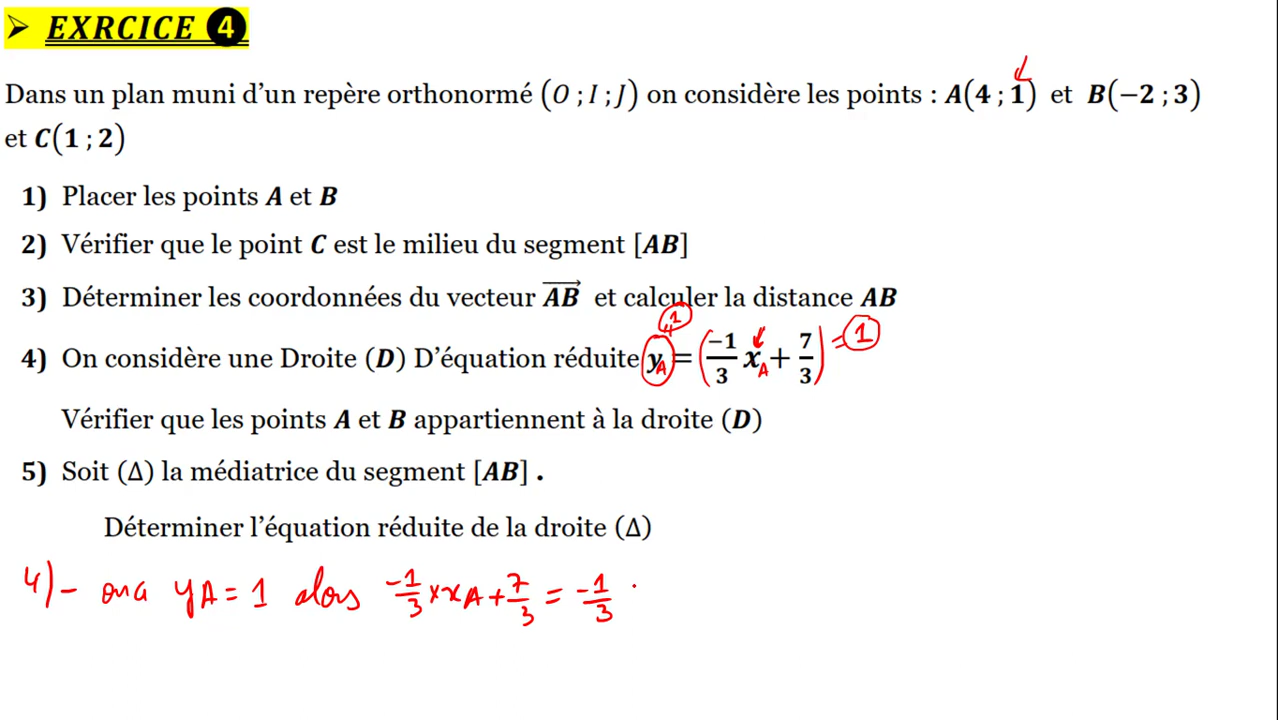 ➤ EXRCICE 4
Dans un plan muni d'un repère orthonormé (O ; I ; J) on considère les points : A(4 ; 1) et B(−2 ; 3)
et C(1 ; 2)
1) Placer les points A et B
2) Vérifier que le point C est le milieu du segment [AB]
3) Déterminer les coordonnées du vecteur \overrightarrow{AB} et calculer la distance AB
4) On considère une Droite (D) D'équation réduite y_A = (−1/3 x_A + 7/3) = 1
Vérifier que les points A et B appartiennent à la droite (D)
5) Soit (Δ) la médiatrice du segment [AB] .
Déterminer l'équation réduite de la droite (Δ)
4) - on a yA = 1 alors −1/3 × xA + 7/3 = −1/3